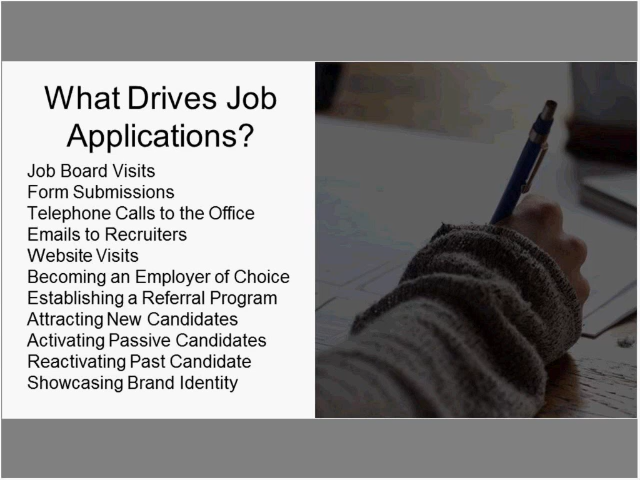 What Drives Job
Applications?
Job Board Visits
Form Submissions
Telephone Calls to the Office
Emails to Recruiters
Website Visits
Becoming an Employer of Choice
Establishing a Referral Program
Attracting New Candidates
Activating Passive Candidates
Reactivating Past Candidate
Showcasing Brand Identity